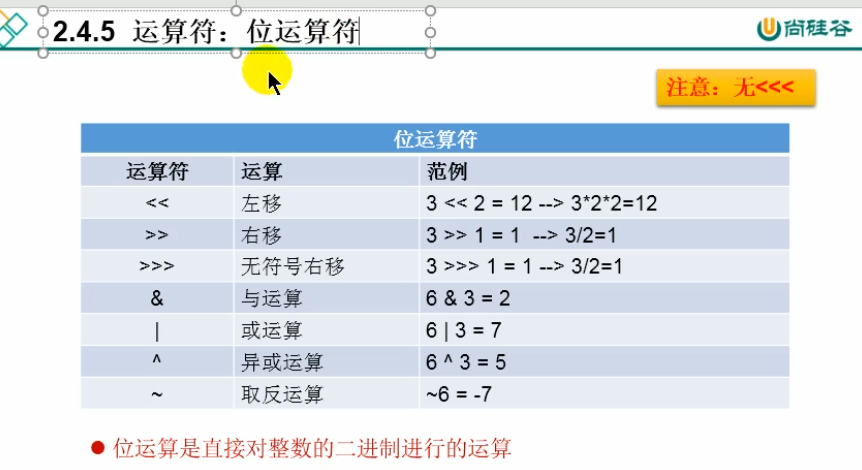 2.4.5 运算符：位运算符
尚硅谷
注意：无<<<
位运算符
运算符 运算 范例
<< 左移 3 << 2 = 12 --> 3*2*2=12
>> 右移 3 >> 1 = 1 --> 3/2=1
>>> 无符号右移 3 >>> 1 = 1 --> 3/2=1
& 与运算 6 & 3 = 2
| 或运算 6 | 3 = 7
^ 异或运算 6 ^ 3 = 5
~ 取反运算 ~6 = -7
● 位运算是直接对整数的二进制进行的运算